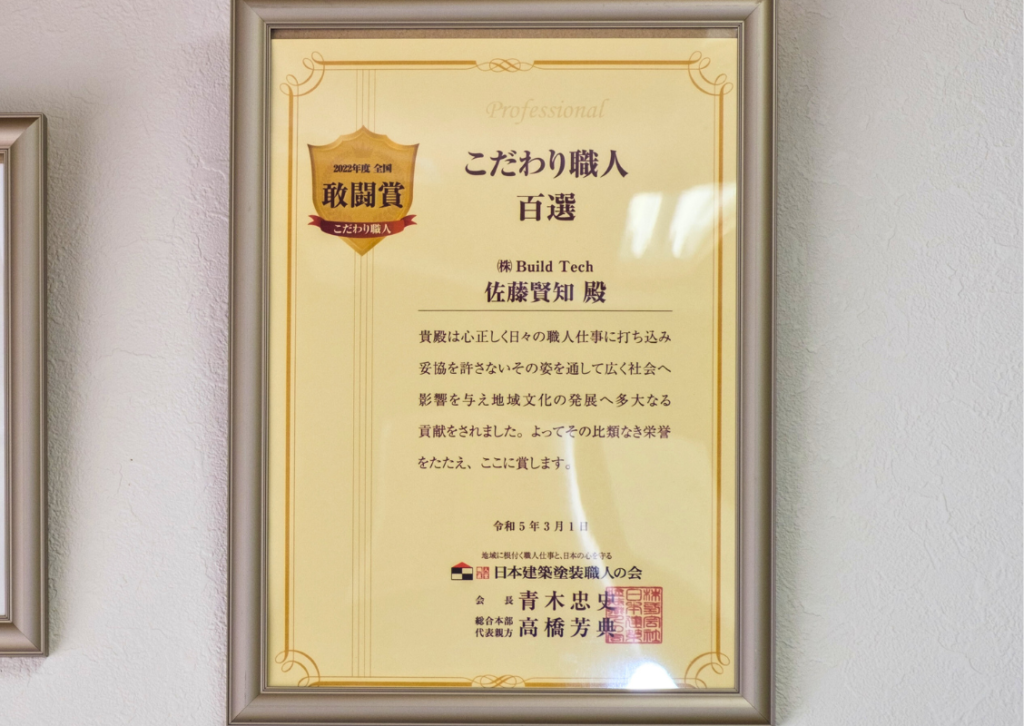 Professional
2022年度 全国
敢闘賞
こだわり職人
こだわり職人
百選
㈱ Build Tech
佐藤賢知 殿
貴殿は心正しく日々の職人仕事に打ち込み
妥協を許さないその姿を通して広く社会へ
影響を与え地域文化の発展へ多大なる
貢献をされました。よってその比類なき栄誉
をたたえ、ここに賞します。
令和5年3月1日
地域に根付く職人仕事と、日本の心を守る
日本建築塗装職人の会
会 長 青木忠史
総合本部
代表親方 高橋芳典